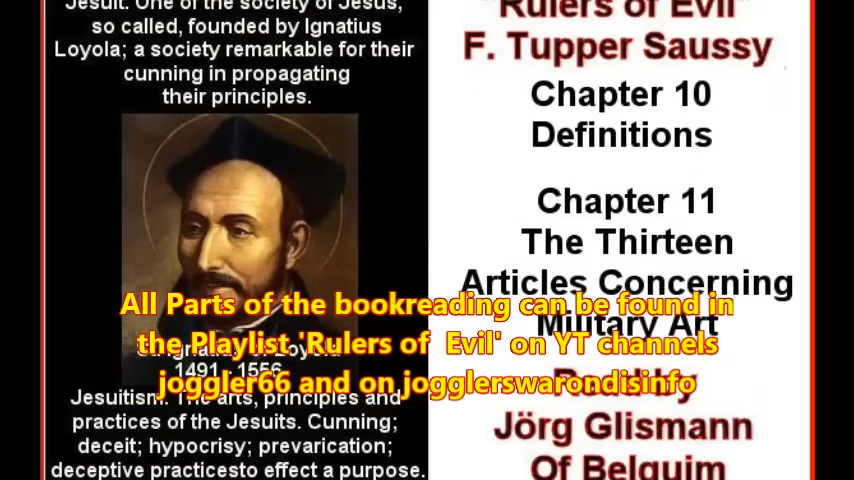 Jesuit. One of the society of Jesus,
so called, founded by Ignatius
Loyola; a society remarkable for their
cunning in propagating
their principles.
1491 - 1556
Jesuitism. The arts, principles and
practices of the Jesuits. Cunning;
deceit; hypocrisy; prevarication;
deceptive practicesto effect a purpose.
"Rulers of Evil"
F. Tupper Saussy
Chapter 10
Definitions
Chapter 11
The Thirteen
Articles Concerning
Military Art
Read by
Jörg Glismann
Of Belguim
All Parts of the bookreading can be found in
the Playlist 'Rulers of Evil' on YT channels
joggler66 and on jogglerswarondisinfo